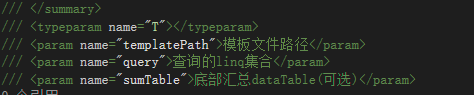 /// </summary>
/// <typeparam name="T"></typeparam>
/// <param name="templatePath">模板文件路径</param>
/// <param name="query">查询的linq集合</param>
/// <param name="sumTable">底部汇总dataTable(可选)</param>